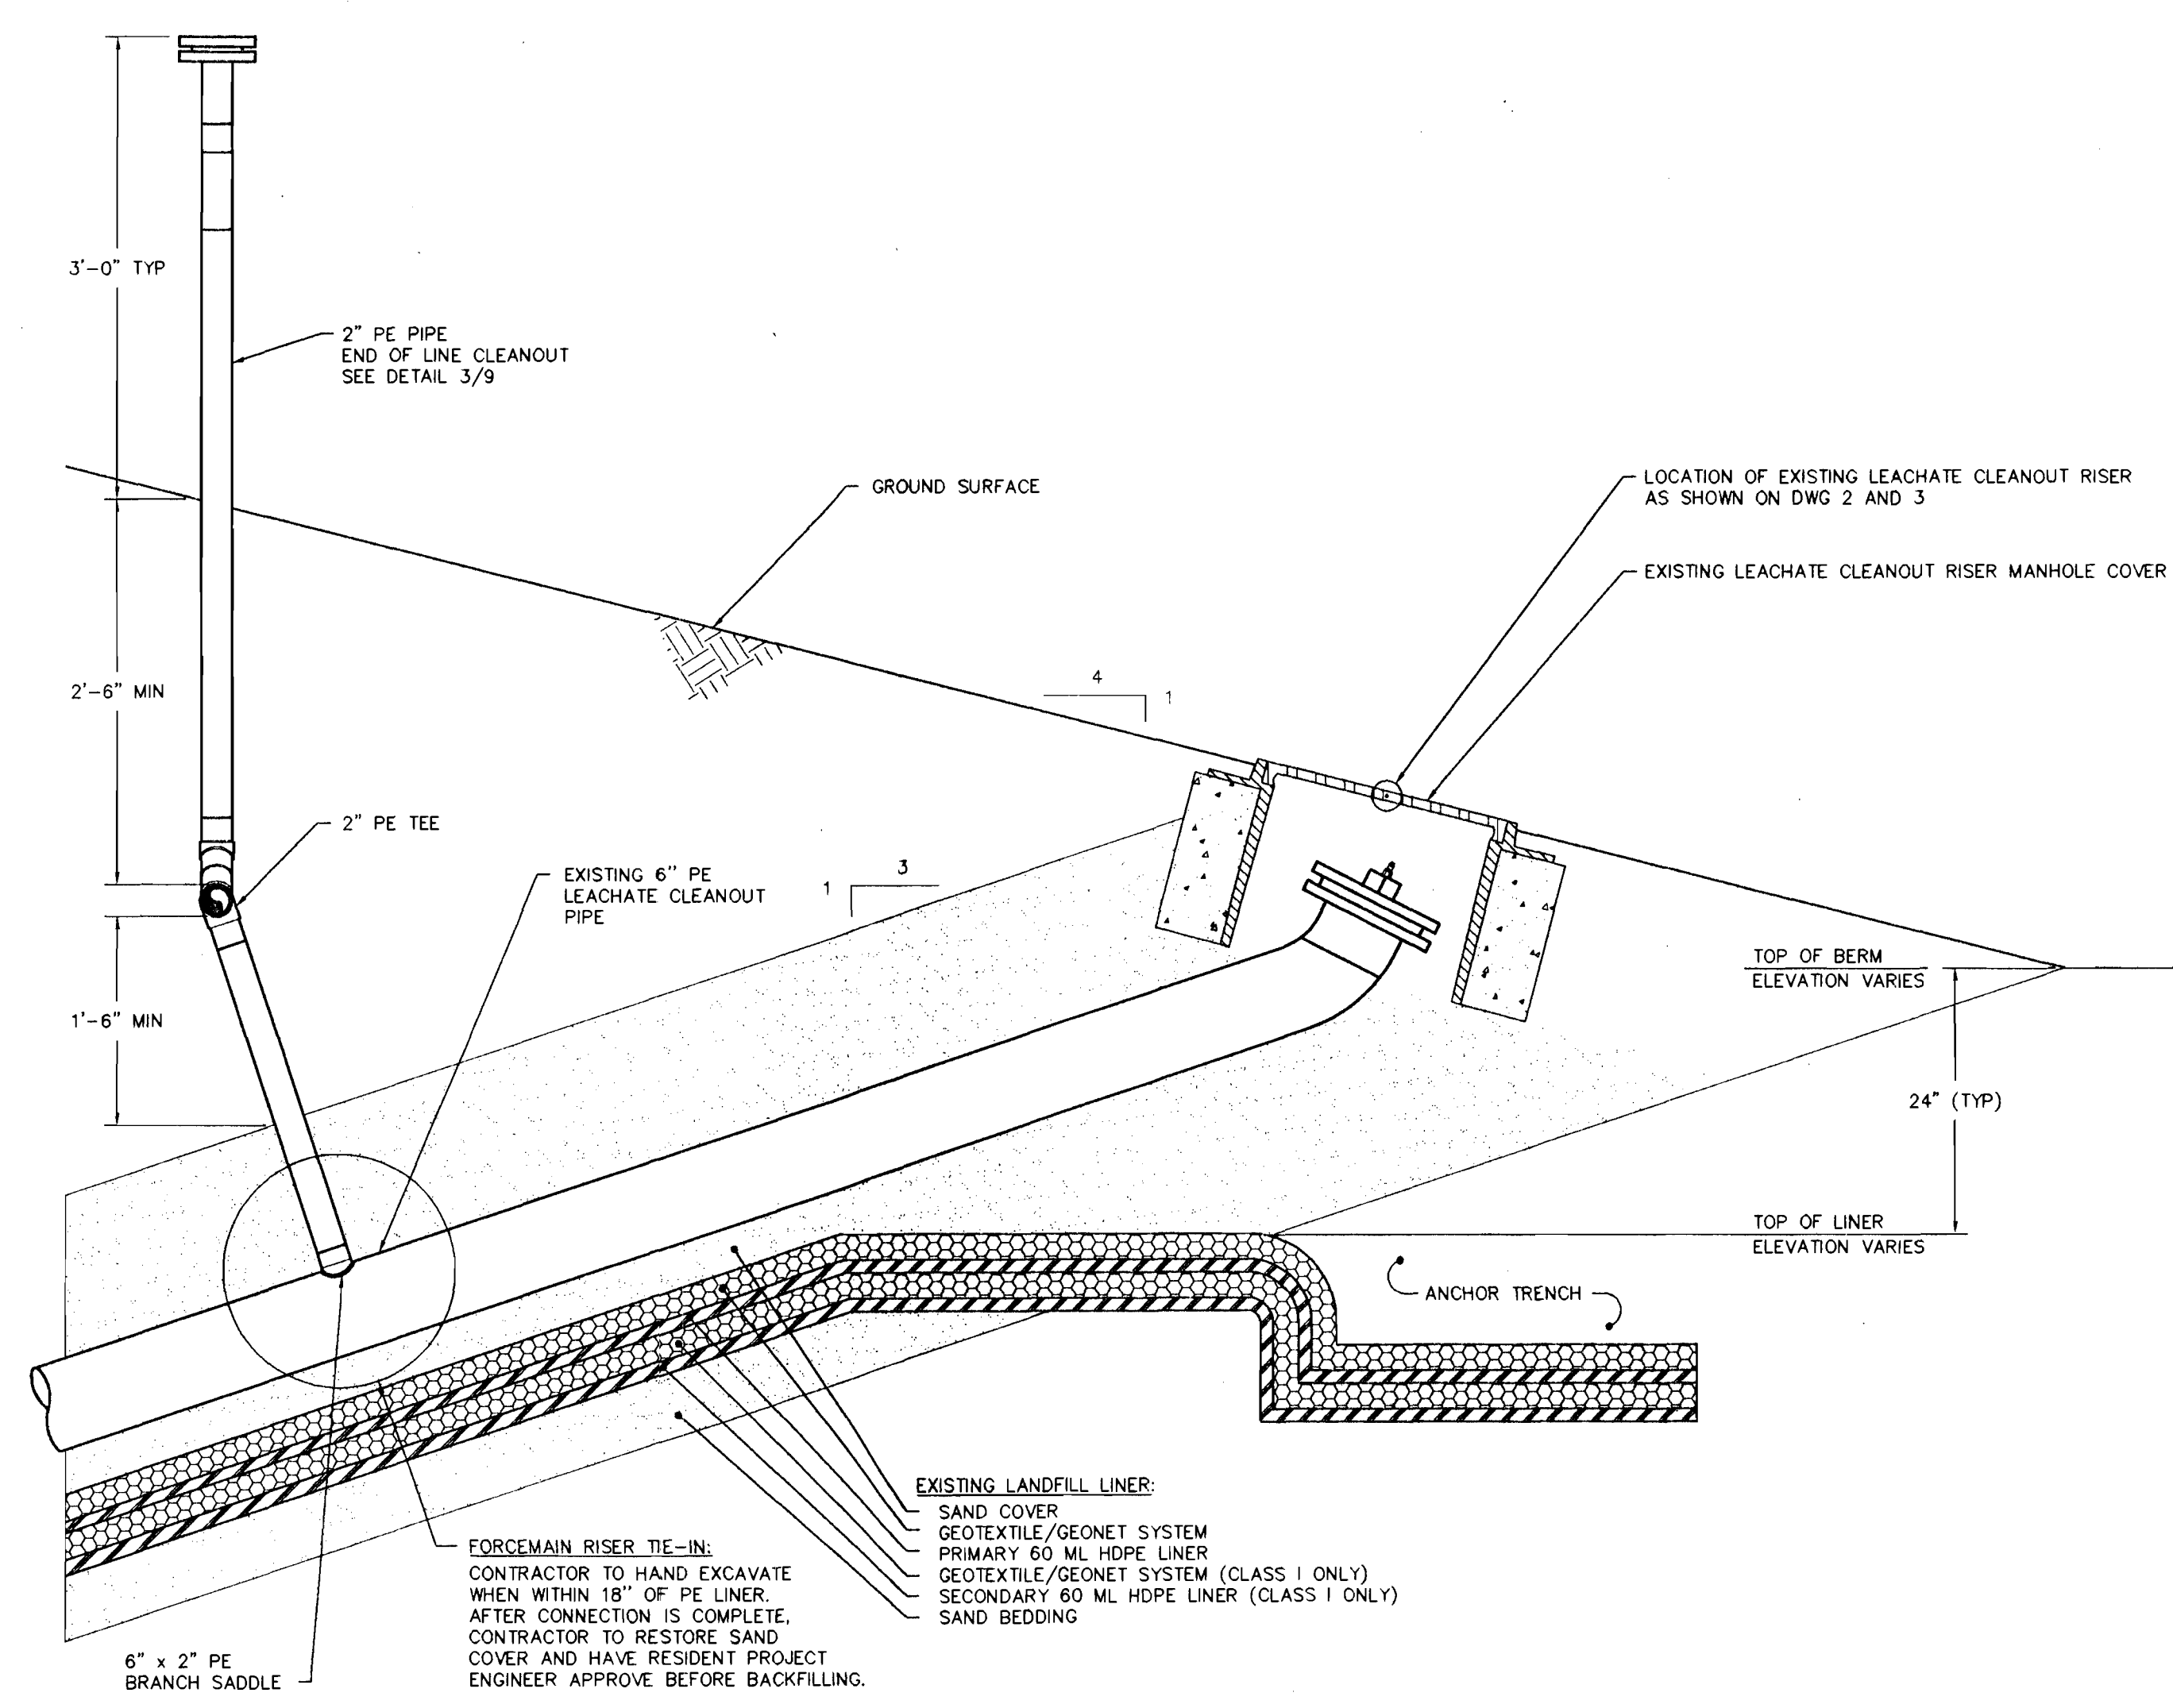 3'-0" TYP
2" PE PIPE
END OF LINE CLEANOUT
SEE DETAIL 3/9
GROUND SURFACE
LOCATION OF EXISTING LEACHATE CLEANOUT RISER
AS SHOWN ON DWG 2 AND 3
EXISTING LEACHATE CLEANOUT RISER MANHOLE COVER
2'-6" MIN
4
1
2" PE TEE
EXISTING 6" PE
LEACHATE CLEANOUT
PIPE
3
1
TOP OF BERM
ELEVATION VARIES
1'-6" MIN
24" (TYP)
TOP OF LINER
ELEVATION VARIES
ANCHOR TRENCH
EXISTING LANDFILL LINER:
SAND COVER
GEOTEXTILE/GEONET SYSTEM
PRIMARY 60 ML HDPE LINER
GEOTEXTILE/GEONET SYSTEM (CLASS I ONLY)
SECONDARY 60 ML HDPE LINER (CLASS I ONLY)
SAND BEDDING
FORCEMAIN RISER TIE-IN:
CONTRACTOR TO HAND EXCAVATE
WHEN WITHIN 18" OF PE LINER.
AFTER CONNECTION IS COMPLETE,
CONTRACTOR TO RESTORE SAND
COVER AND HAVE RESIDENT PROJECT
ENGINEER APPROVE BEFORE BACKFILLING.
6" x 2" PE
BRANCH SADDLE